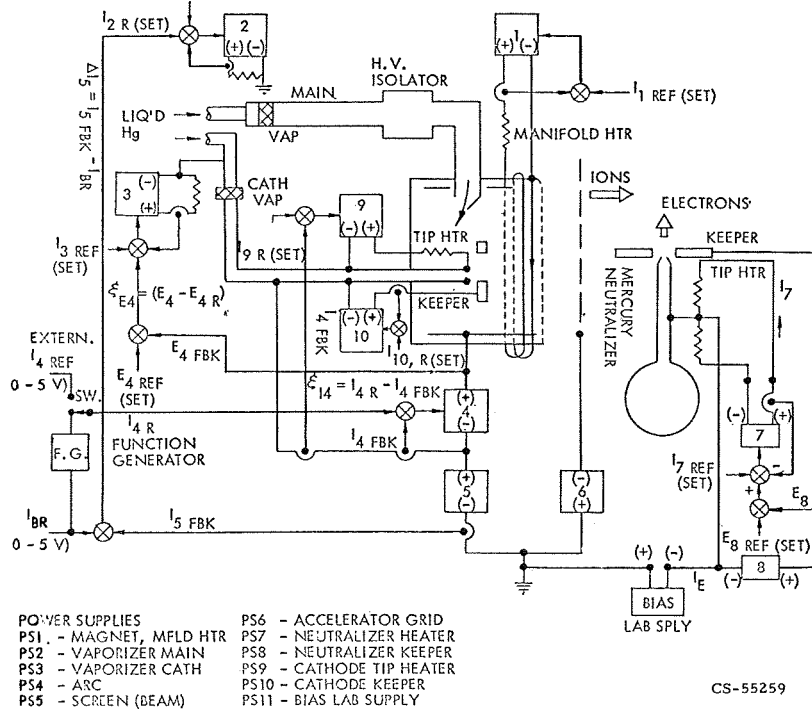 I2 R (SET)
2
(+) (-)
ΔI5 = I5 FBK - IBR
H.V.
ISOLATOR
1
(+) (-)
I1 REF (SET)
MAIN
LIQ'D
Hg
VAP
MANIFOLD HTR
3
(-)
(+)
CATH
VAP
9
(-) (+)
IONS
ELECTRONS
KEEPER
I3 REF
(SET)
I9 R (SET)
TIP HTR
TIP HTR
I7
MERCURY
NEUTRALIZER
ξE4 = (E4 - E4 R)
(-) (+)
10
KEEPER
I4 FBK
I10, R (SET)
EXTERN.
I4 REF
0 - 5 V)
E4 FBK
E4 REF
(SET)
ξI4 = I4 R - I4 FBK
SW.
I4 R
FUNCTION
GENERATOR
(+)
4
(-)
(-) (+)
7
F.G.
I4 FBK
I7 REF
(SET)
-
+
(+)
5
(-)
(-)
6
(+)
E8
IBR
0 - 5 V)
I5 FBK
E8 REF (SET)
(+) (-)
IE
(-)
8
(+)
BIAS
LAB SPLY
POWER SUPPLIES
PS1. - MAGNET, MFLD HTR
PS2 - VAPORIZER MAIN
PS3 - VAPORIZER CATH
PS4 - ARC
PS5 - SCREEN (BEAM)
PS6 - ACCELERATOR GRID
PS7 - NEUTRALIZER HEATER
PS8 - NEUTRALIZER KEEPER
PS9 - CATHODE TIP HEATER
PS10 - CATHODE KEEPER
PS11 - BIAS LAB SUPPLY
CS-55259